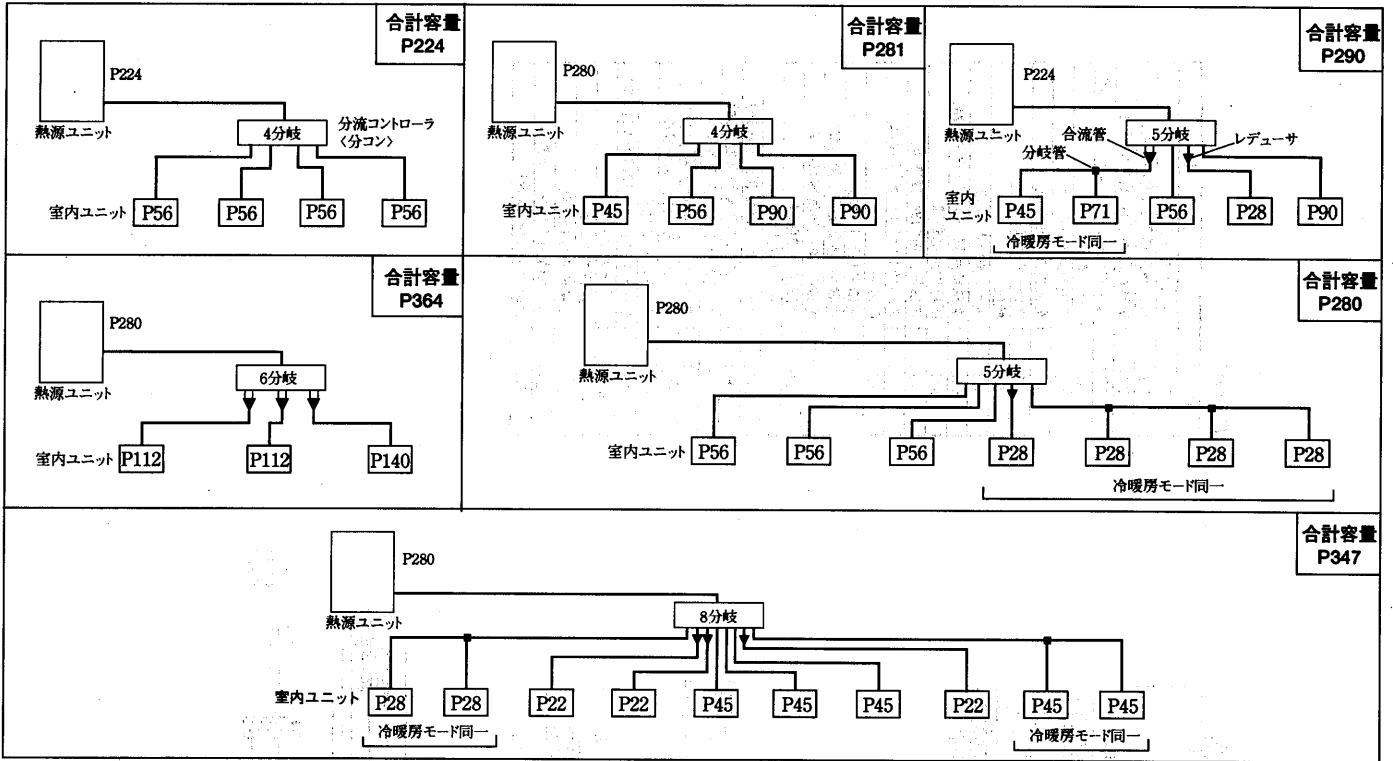 合計容量
P224
P224
熱源ユニット
4分岐
分流コントローラ
〈分コン〉
室内ユニット
P56
P56
P56
P56
合計容量
P281
P280
熱源ユニット
4分岐
室内ユニット
P45
P56
P90
P90
合計容量
P290
P224
熱源ユニット
合流管
5分岐
レデューサ
分岐管
室内
ユニット
P45
P71
P56
P28
P90
冷暖房モード同一
合計容量
P364
P280
熱源ユニット
6分岐
室内ユニット
P112
P112
P140
合計容量
P280
P280
熱源ユニット
5分岐
室内ユニット
P56
P56
P56
P28
P28
P28
P28
冷暖房モード同一
合計容量
P347
P280
熱源ユニット
8分岐
室内ユニット
P28
P28
P22
P22
P45
P45
P45
P22
P45
P45
冷暖房モード同一
冷暖房モード同一